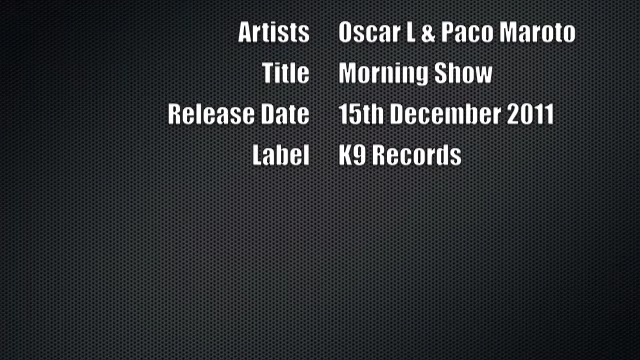 Artists Oscar L & Paco Maroto
Title Morning Show
Release Date 15th December 2011
Label K9 Records